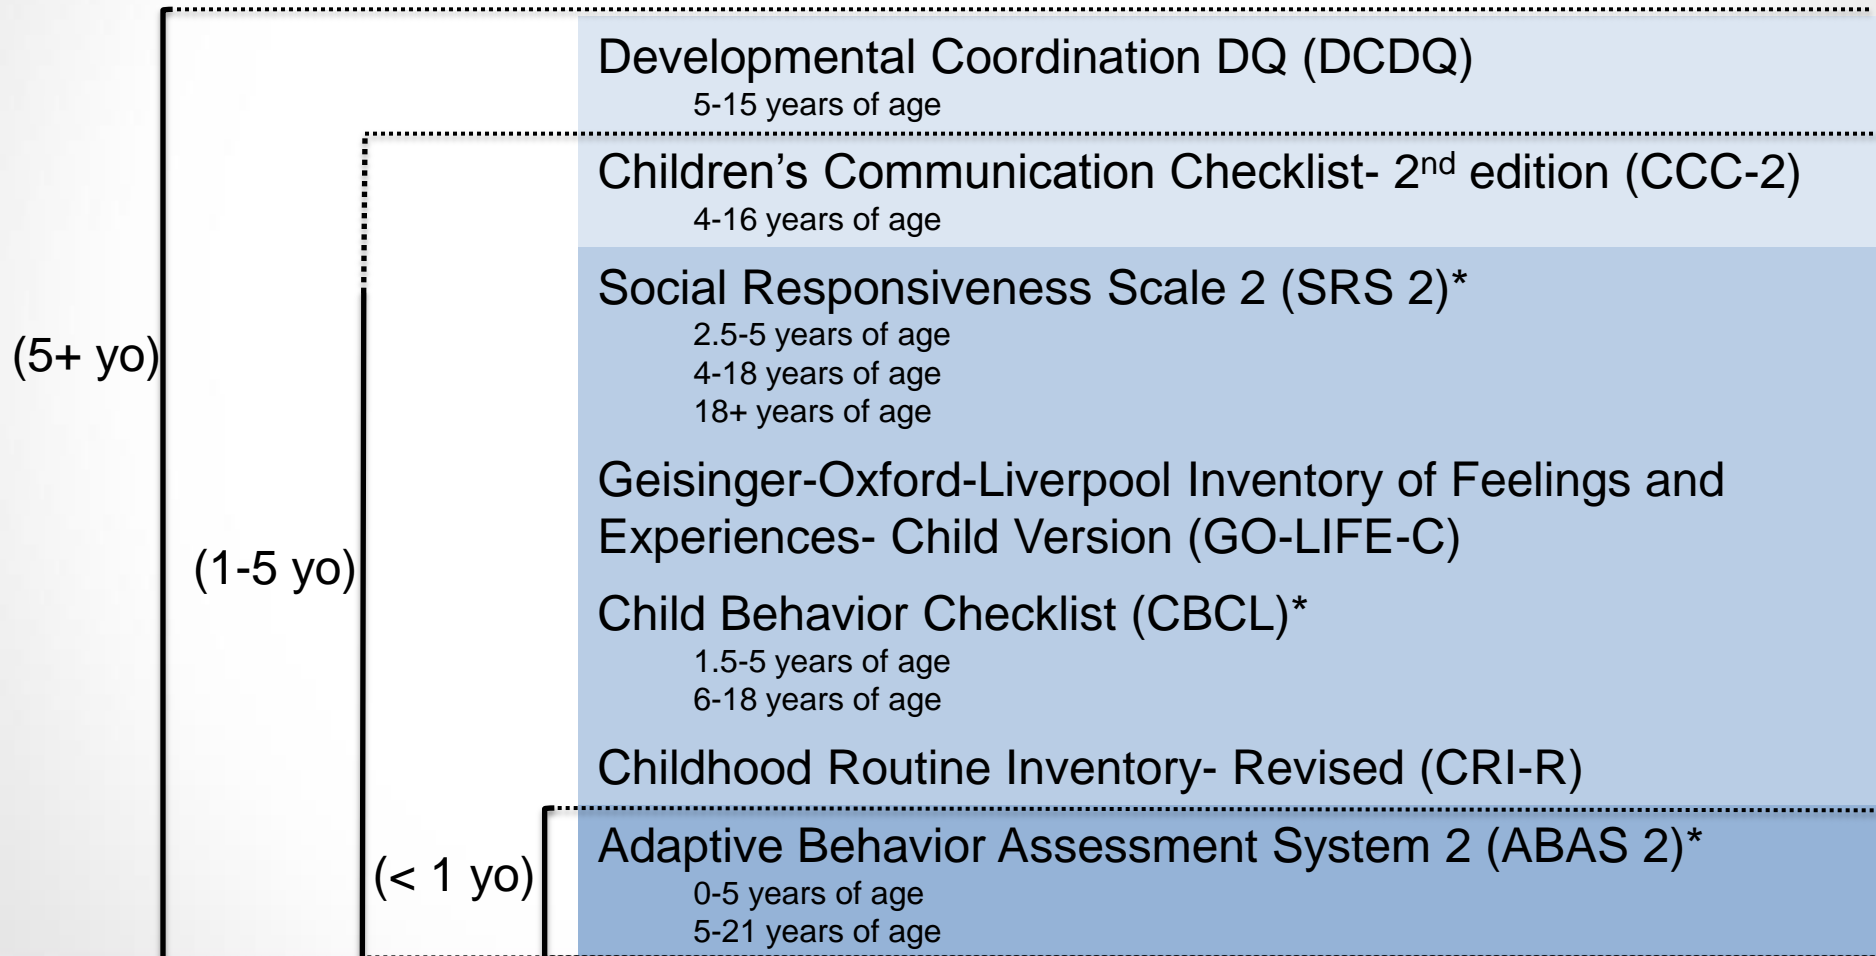 Developmental Coordination DQ (DCDQ)
5-15 years of age
Children’s Communication Checklist- 2nd edition (CCC-2)
4-16 years of age
Social Responsiveness Scale 2 (SRS 2)*
2.5-5 years of age
(5+ yo)
4-18 years of age
18+ years of age
Geisinger-Oxford-Liverpool Inventory of Feelings and
Experiences- Child Version (GO-LIFE-C)
(1-5 yo)
Child Behavior Checklist (CBCL)*
1.5-5 years of age
6-18 years of age
Childhood Routine Inventory- Revised (CRI-R)
Adaptive Behavior Assessment System 2 (ABAS 2)*
(< 1 yo)
0-5 years of age
5-21 years of age